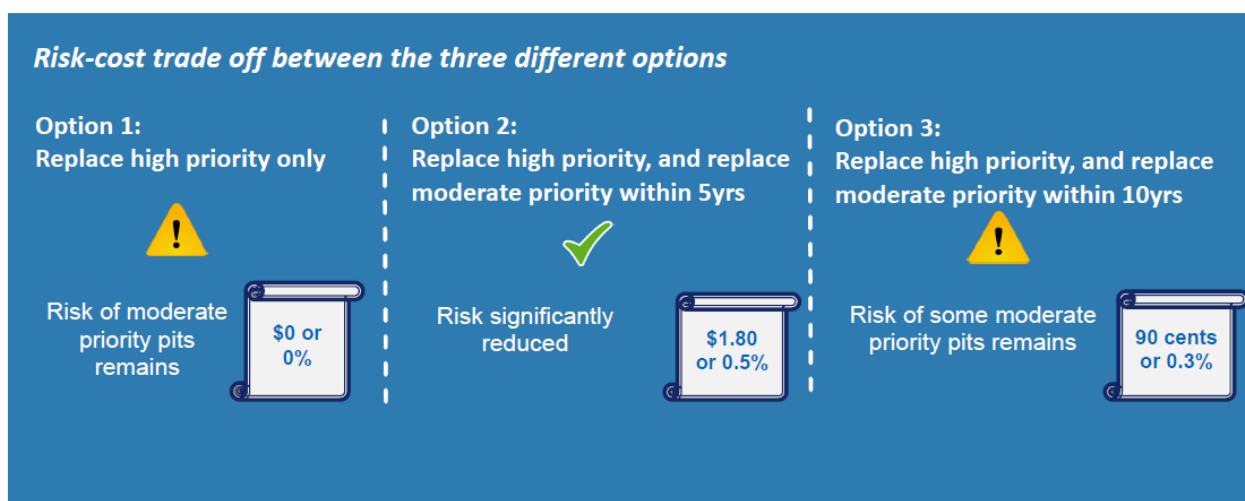 Risk-cost trade off between the three different options
Option 1:
Replace high priority only
!
Risk of moderate
priority pits
remains
$0 or
0%
Option 2:
Replace high priority, and replace
moderate priority within 5yrs
Risk significantly
reduced
$1.80
or 0.5%
Option 3:
Replace high priority, and replace
moderate priority within 10yrs
!
Risk of some moderate
priority pits remains
90 cents
or 0.3%